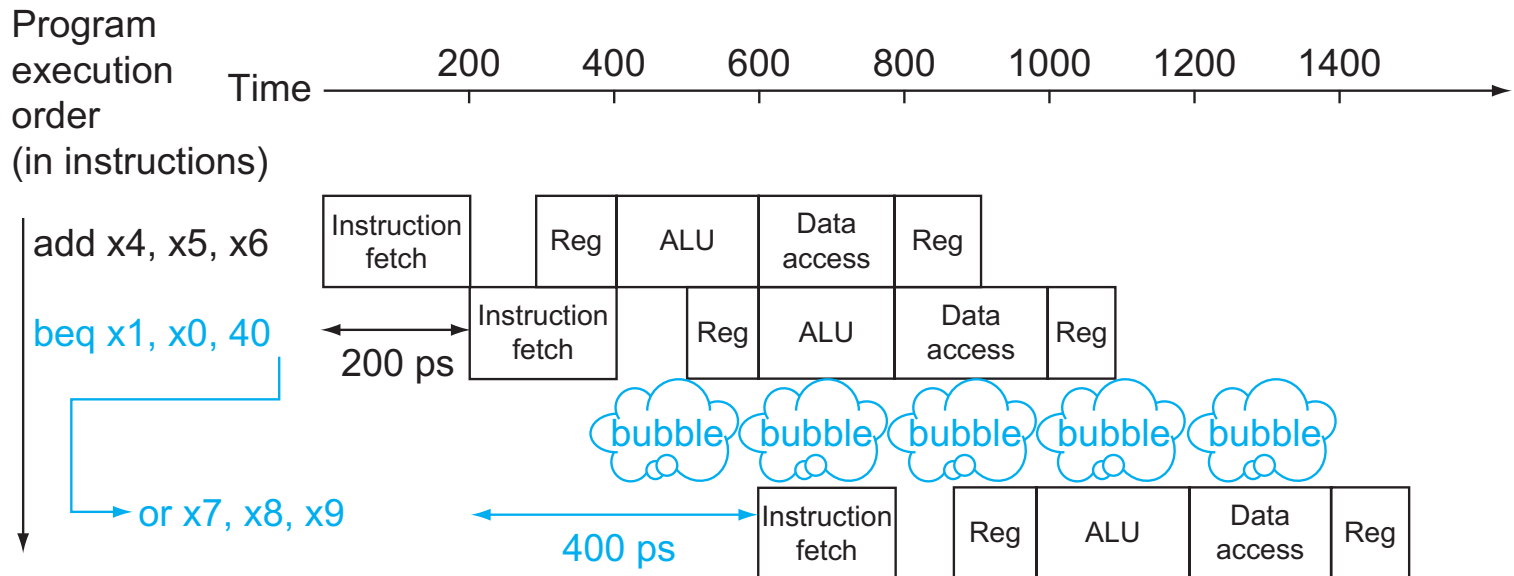 Program
execution
order
(in instructions)
Time
200 400 600 800 1000 1200 1400
add x4, x5, x6
Instruction
fetch
Reg
ALU
Data
access
Reg
beq x1, x0, 40
200 ps
Instruction
fetch
Reg
ALU
Data
access
Reg
bubble bubble bubble bubble bubble
or x7, x8, x9
400 ps
Instruction
fetch
Reg
ALU
Data
access
Reg